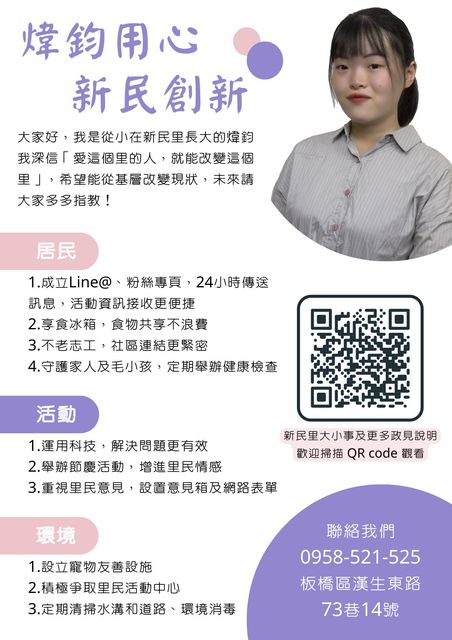 煒鈞用心
新民創新
大家好，我是從小在新民里長大的煒鈞
我深信「愛這個里的人，就能改變這個
里」，希望能從基層改變現狀，未來請
大家多多指教！
居民
1.成立Line@、粉絲專頁，24小時傳送
訊息，活動資訊接收更便捷
2.享食冰箱，食物共享不浪費
3.不老志工，社區連結更緊密
4.守護家人及毛小孩，定期舉辦健康檢查
活動
1.運用科技，解決問題更有效
2.舉辦節慶活動，增進里民情感
3.重視里民意見，設置意見箱及網路表單
環境
1.設立寵物友善設施
2.積極爭取里民活動中心
3.定期清掃水溝和道路、環境消毒
新民里大小事及更多政見說明
歡迎掃描 QR code 觀看
聯絡我們
0958-521-525
板橋區漢生東路
73巷14號